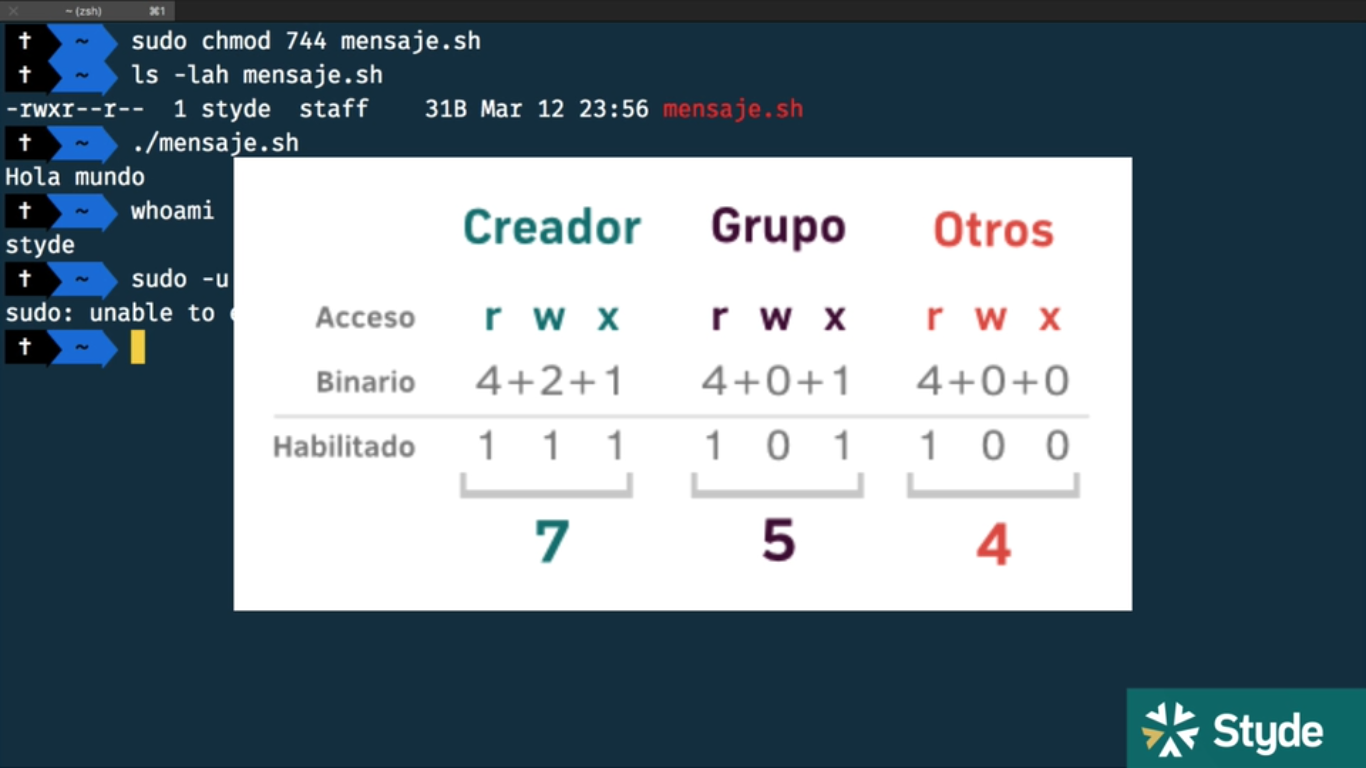 ~ (zsh) ⌘1
~ sudo chmod 744 mensaje.sh
~ ls -lah mensaje.sh
-rwxr--r-- 1 styde staff 31B Mar 12 23:56 mensaje.sh
~ ./mensaje.sh
Hola mundo
~ whoami
styde
~ sudo -u
sudo: unable to
~
Creador Grupo Otros
Acceso r w x r w x r w x
Binario 4+2+1 4+0+1 4+0+0
Habilitado 1 1 1 1 0 1 1 0 0
7 5 4
Styde